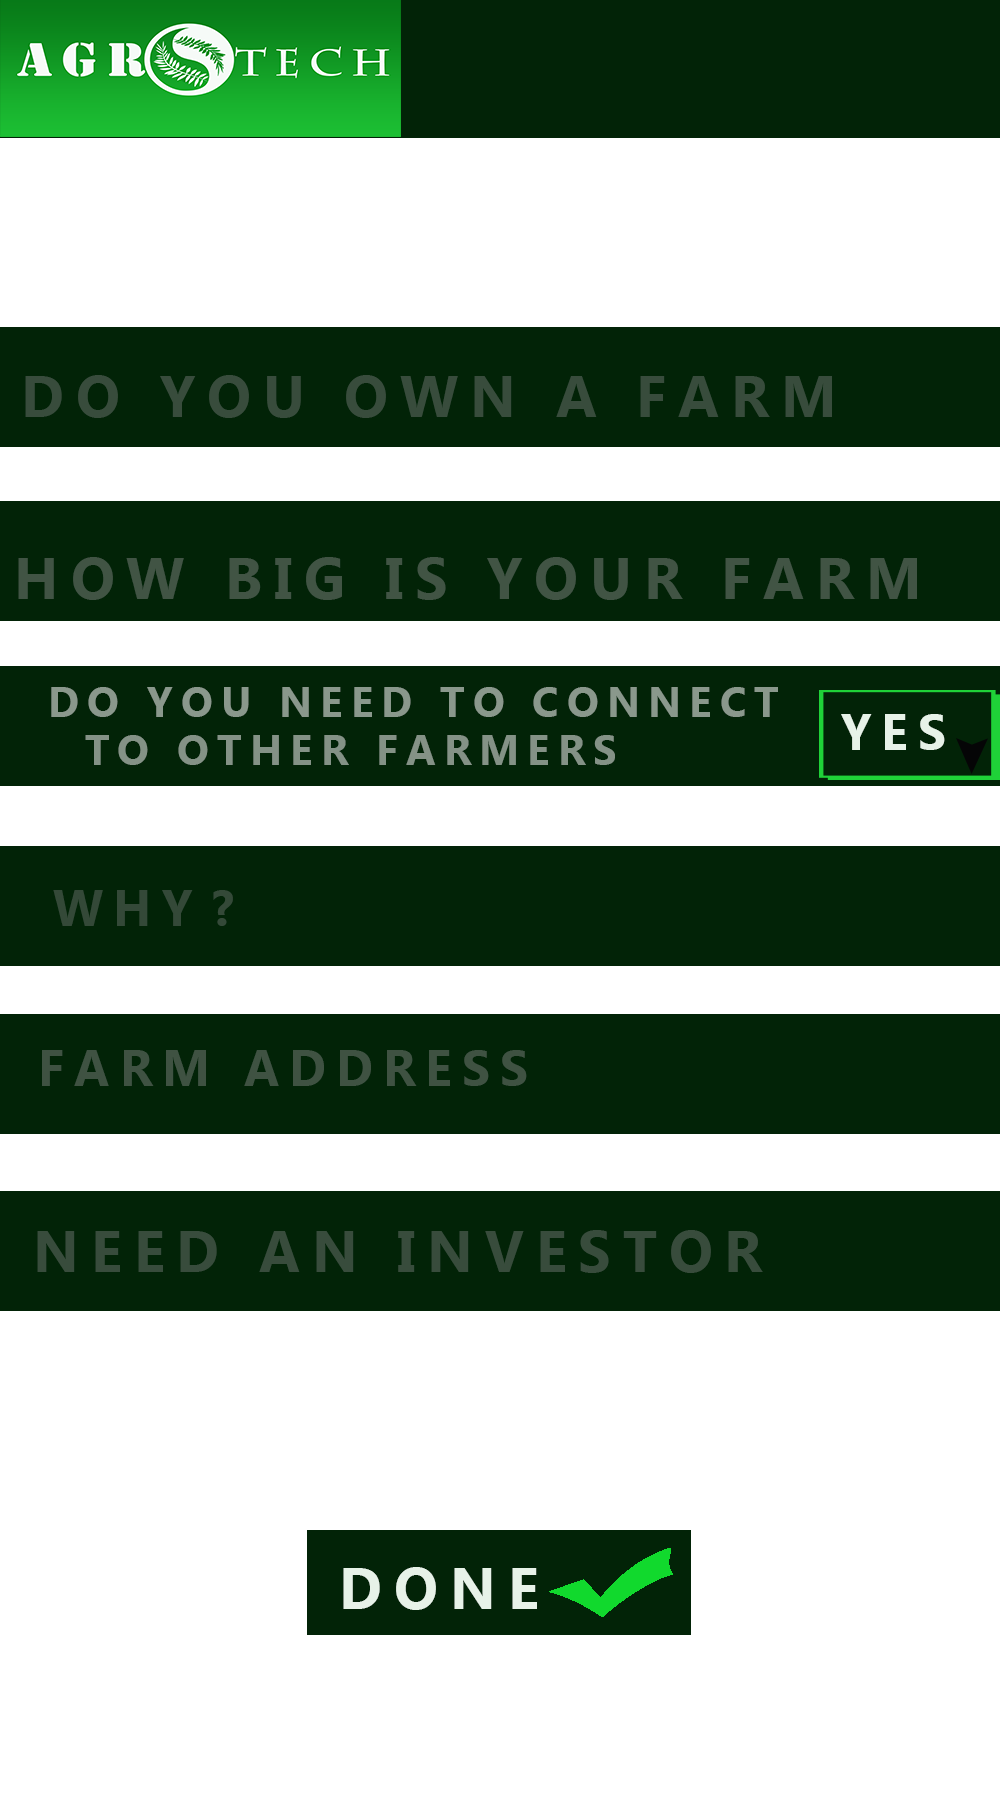 AGROTECH
DO YOU OWN A FARM
HOW BIG IS YOUR FARM
DO YOU NEED TO CONNECT
TO OTHER FARMERS
YES
WHY?
FARM ADDRESS
NEED AN INVESTOR
DONE